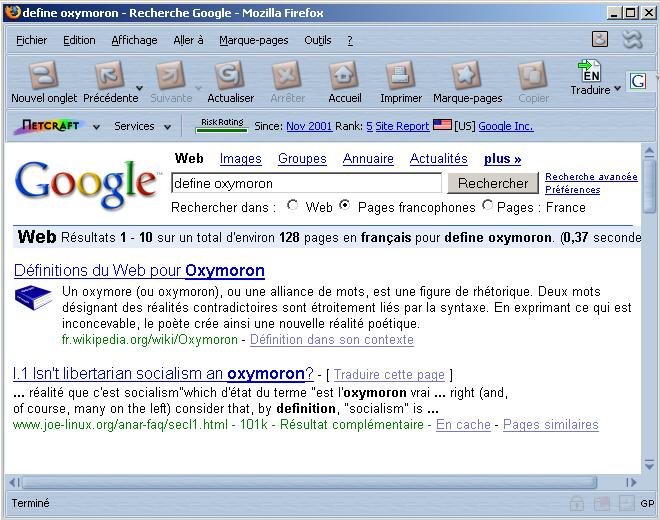 define oxymoron - Recherche Google - Mozilla Firefox
Fichier Edition Affichage Aller à Marque-pages Outils ?
EN
Nouvel onglet Précédente Suivante Actualiser Arrêter Accueil Imprimer Marque-pages Copier Traduire G
NETCRAFT Services Risk Rating Since: Nov 2001 Rank: 5 Site Report [US] Google Inc.
Web Images Groupes Annuaire Actualités plus »
Google™ define oxymoron Rechercher Recherche avancée
Préférences
Rechercher dans : Web Pages francophones Pages : France
Web Résultats 1 - 10 sur un total d'environ 128 pages en français pour define oxymoron. (0,37 seconde
Définitions du Web pour Oxymoron
Un oxymore (ou oxymoron), ou une alliance de mots, est une figure de rhétorique. Deux mots
désignant des réalités contradictoires sont étroitement liés par la syntaxe. En exprimant ce qui est
inconcevable, le poète crée ainsi une nouvelle réalité poétique.
fr.wikipedia.org/wiki/Oxymoron - Définition dans son contexte
I.1 Isn't libertarian socialism an oxymoron? - [ Traduire cette page ]
... réalité que c'est socialism"which d'état du terme "est l'oxymoron vrai ... right (and,
of course, many on the left) consider that, by definition, "socialism" is ...
www.joe-linux.org/anar-faq/secI1.html - 101k - Résultat complémentaire - En cache - Pages similaires
Terminé GP